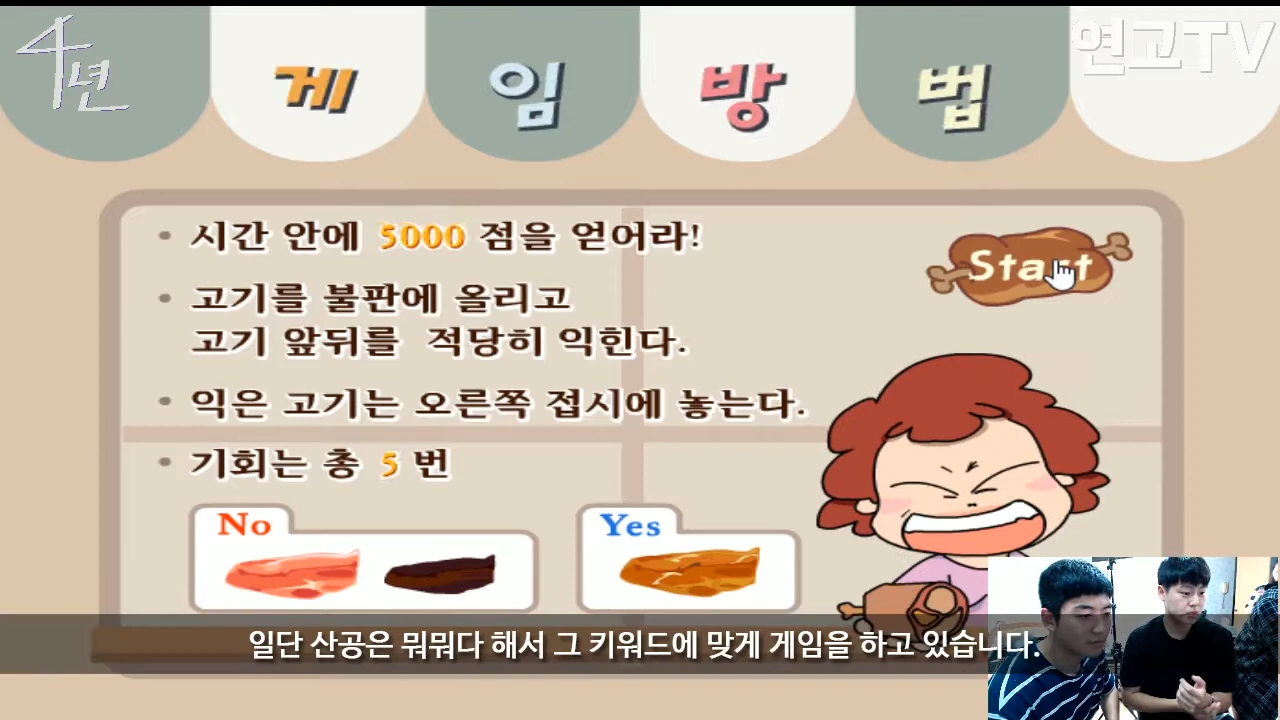 4년
연고TV
게임방법
시간 안에 5000 점을 얻어라!
Start
고기를 불판에 올리고
고기 앞뒤를 적당히 익힌다.
익은 고기는 오른쪽 접시에 놓는다.
기회는 총 5 번
No
Yes
일단 산공은 뭐뭐다 해서 그 키워드에 맞게 게임을 하고 있습니다.